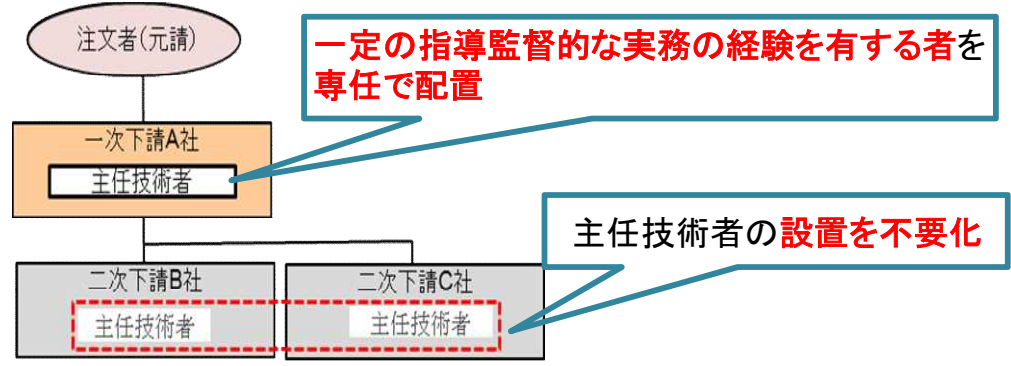 注文者(元請)
一定の指導監督的な実務の経験を有する者を
専任で配置
一次下請A社
主任技術者
主任技術者の設置を不要化
二次下請B社
二次下請C社
主任技術者
主任技術者